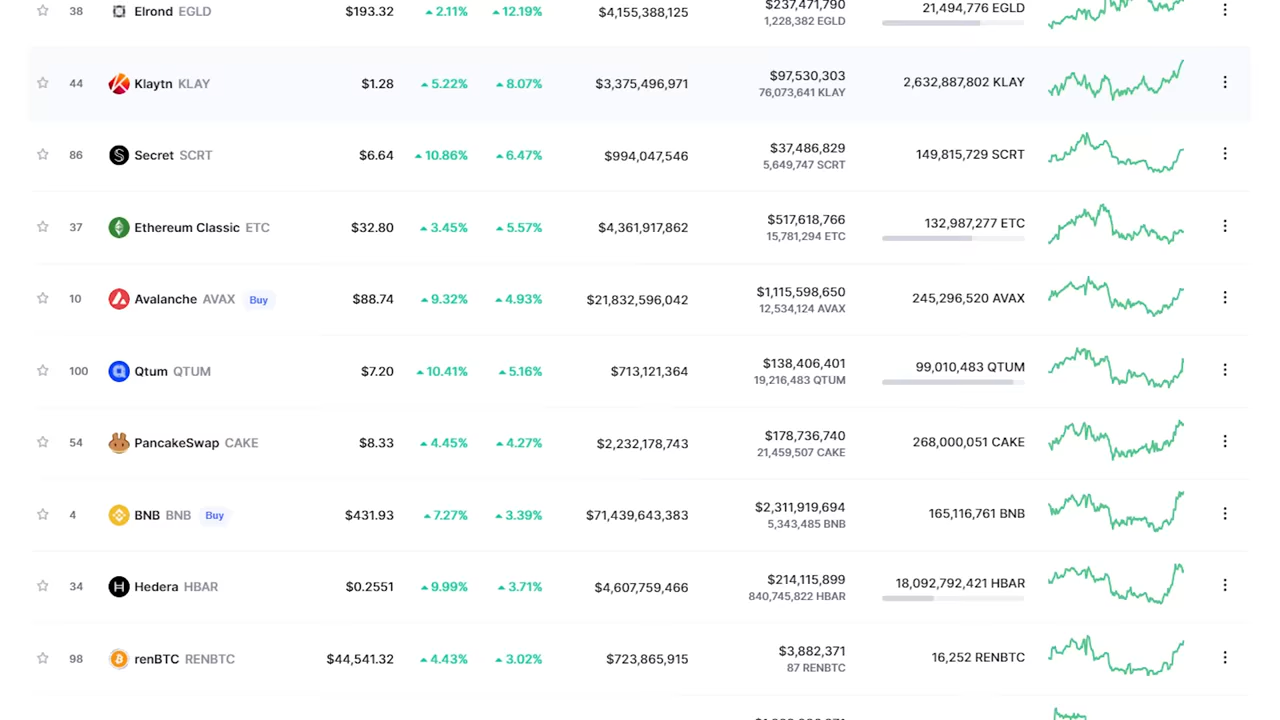 38 Elrond EGLD $193.32 2.11% 12.19% $4,155,388,125 $237,471,790 21,494,776 EGLD
1,228,382 EGLD
44 Klaytn KLAY $1.28 5.22% 8.07% $3,375,496,971 $97,530,303 2,632,887,802 KLAY
76,073,641 KLAY
86 Secret SCRT $6.64 10.86% 6.47% $994,047,546 $37,486,829 149,815,729 SCRT
5,649,747 SCRT
37 Ethereum Classic ETC $32.80 3.45% 5.57% $4,361,917,862 $517,618,766 132,987,277 ETC
15,781,294 ETC
10 Avalanche AVAX Buy $88.74 9.32% 4.93% $21,832,596,042 $1,115,598,650 245,296,520 AVAX
12,534,124 AVAX
100 Qtum QTUM $7.20 10.41% 5.16% $713,121,364 $138,406,401 99,010,483 QTUM
19,216,483 QTUM
54 PancakeSwap CAKE $8.33 4.45% 4.27% $2,232,178,743 $178,736,740 268,000,051 CAKE
21,459,507 CAKE
4 BNB BNB Buy $431.93 7.27% 3.39% $71,439,643,383 $2,311,919,694 165,116,761 BNB
5,343,485 BNB
34 Hedera HBAR $0.2551 9.99% 3.71% $4,607,759,466 $214,115,899 18,092,792,421 HBAR
840,745,822 HBAR
98 renBTC RENBTC $44,541.32 4.43% 3.02% $723,865,915 $3,882,371 16,252 RENBTC
87 RENBTC